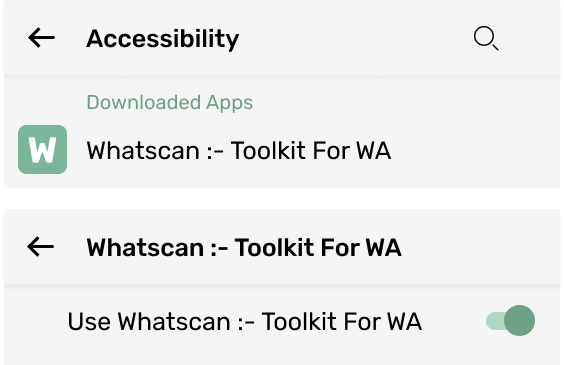 Accessibility
Downloaded Apps
W
Whatscan :- Toolkit For WA
Whatscan :- Toolkit For WA
Use Whatscan :- Toolkit For WA